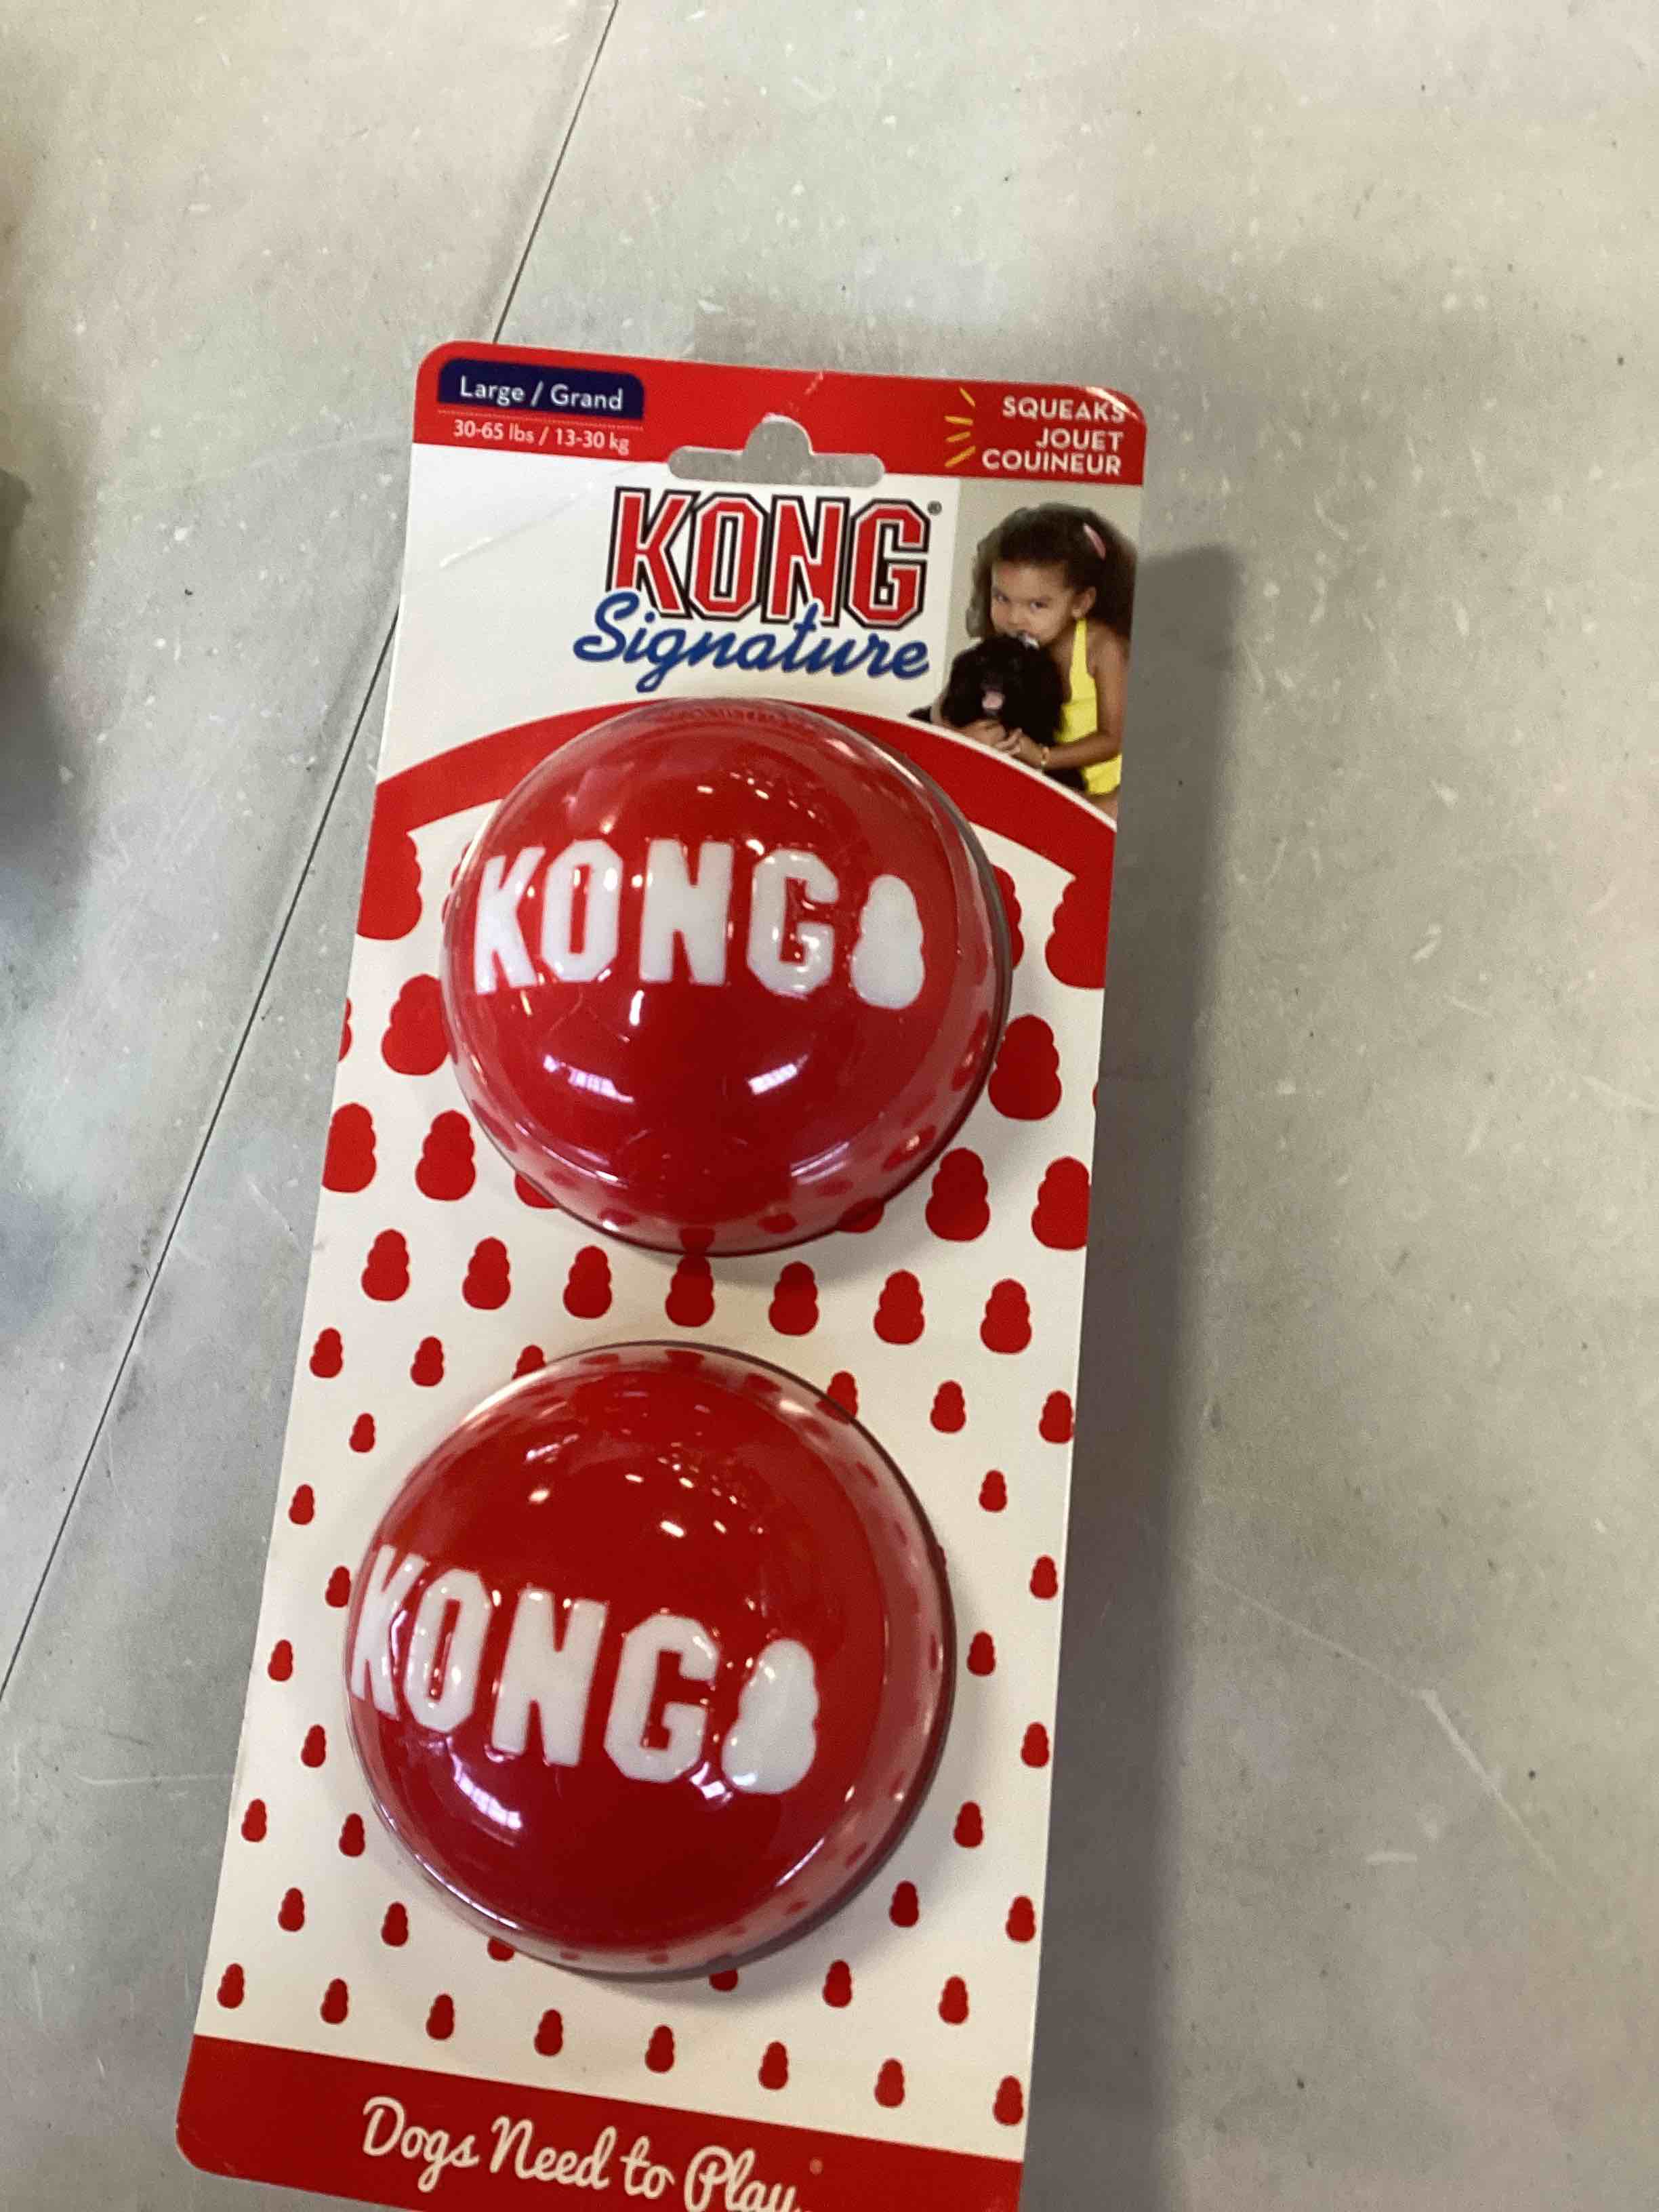 Large / Grand
30-65 lbs / 13-30 kg
SQUEAKS
JOUET
COUINEUR
KONG®
Signature
KONG
KONG
Dogs Need to Play